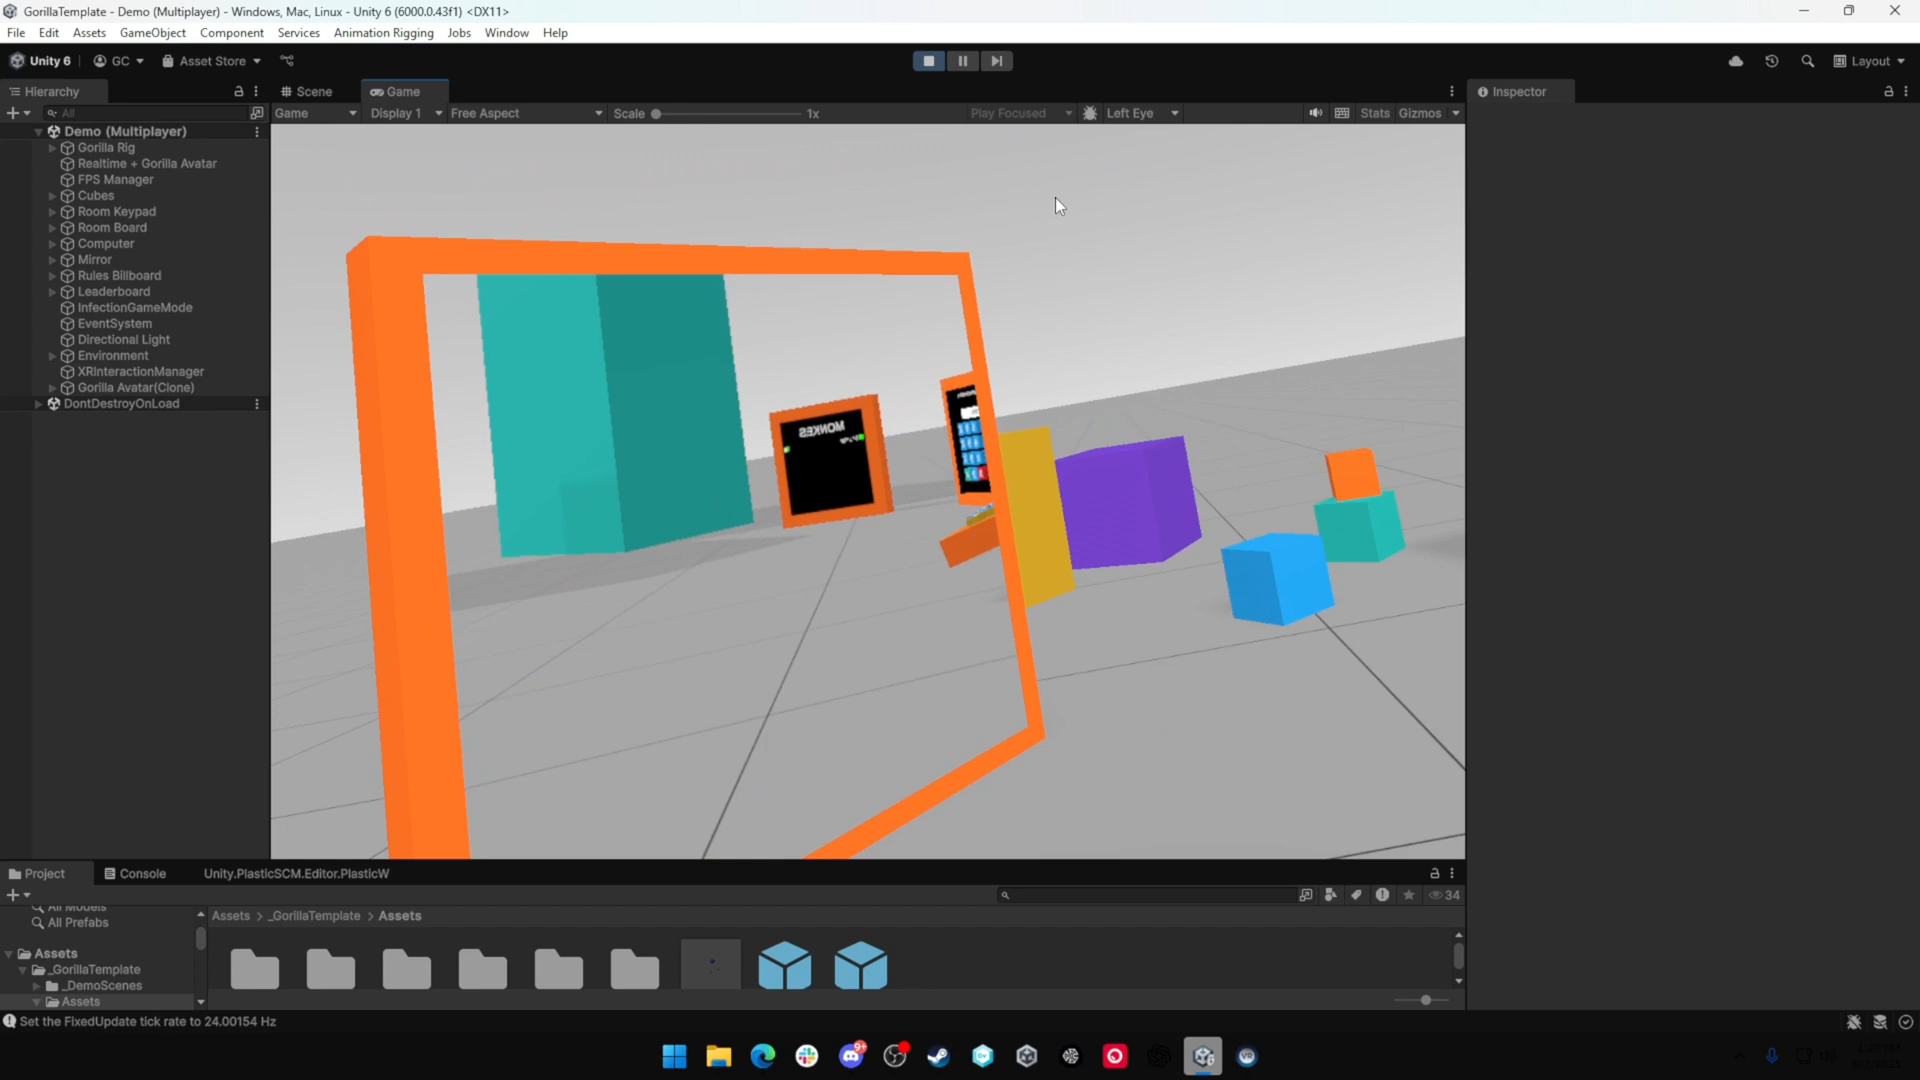 GorillaTemplate - Demo (Multiplayer) - Windows, Mac, Linux - Unity 6 (6000.0.43f1) <DX11>
File Edit Assets GameObject Component Services Animation Rigging Jobs Window Help
Unity 6 GC Asset Store Layout
Hierarchy Scene Game Inspector
All Game Display 1 Free Aspect Scale 1x Play Focused Left Eye Stats Gizmos
Demo (Multiplayer)
Gorilla Rig
Realtime + Gorilla Avatar
FPS Manager
Cubes
Room Keypad
Room Board
Computer
Mirror
Rules Billboard
Leaderboard
InfectionGameMode
EventSystem
Directional Light
Environment
XRInteractionManager
Gorilla Avatar(Clone)
DontDestroyOnLoad
MONKES
Project Console Unity.PlasticSCM.Editor.PlasticW
34
All Models
All Prefabs
Assets
_GorillaTemplate
_DemoScenes
Assets
Assets > _GorillaTemplate > Assets
Set the FixedUpdate tick rate to 24.00154 Hz
9+